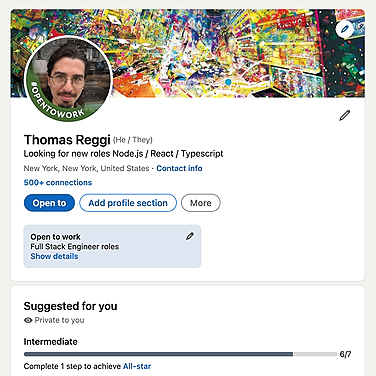 #OPENTOWORK
Thomas Reggi (He / They)
Looking for new roles Node.js / React / Typescript
New York, New York, United States · Contact info
500+ connections
Open to
Add profile section
More
Open to work
Full Stack Engineer roles
Show details
Suggested for you
Private to you
Intermediate
6/7
Complete 1 step to achieve All-star